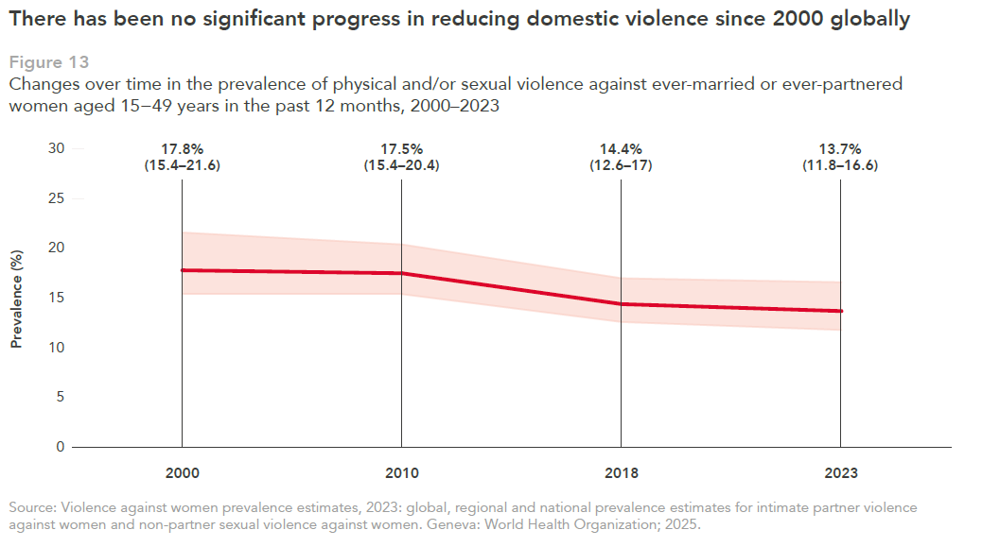 There has been no significant progress in reducing domestic violence since 2000 globally
Figure 13
Changes over time in the prevalence of physical and/or sexual violence against ever-married or ever-partnered
women aged 15−49 years in the past 12 months, 2000–2023
17.8%
(15.4–21.6)
17.5%
(15.4–20.4)
14.4%
(12.6–17)
13.7%
(11.8–16.6)
Prevalence (%)
30
25
20
15
10
5
0
2000
2010
2018
2023
Source: Violence against women prevalence estimates, 2023: global, regional and national prevalence estimates for intimate partner violence
against women and non-partner sexual violence against women. Geneva: World Health Organization; 2025.